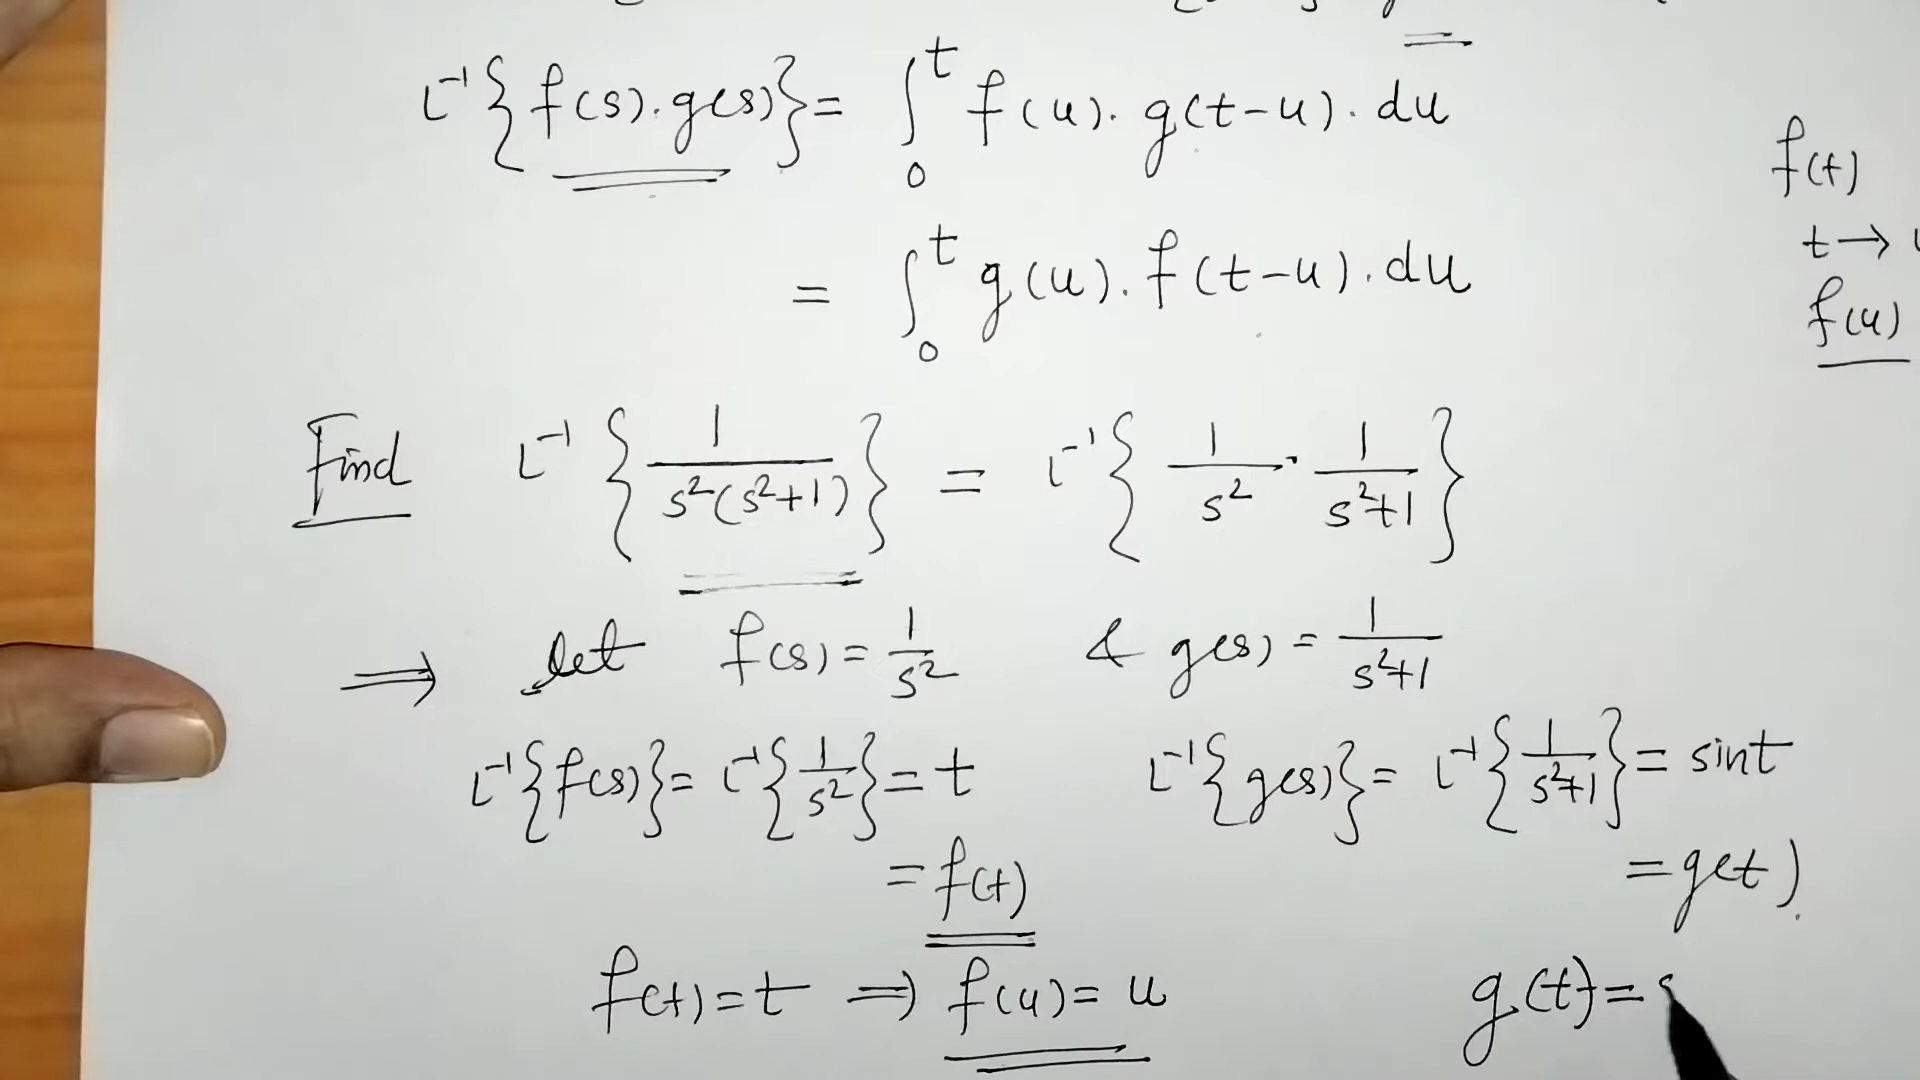 L⁻¹{f(s).g(s)} = ∫₀ᵗ f(u). g(t-u). du
= ∫₀ᵗ g(u). f(t-u). du
f(t)
t →
f(u)
Find L⁻¹{1/(s²(s²+1))} = L⁻¹{1/s² · 1/(s²+1)}
⟹ let f(s) = 1/s² & g(s) = 1/(s²+1)
L⁻¹{f(s)} = L⁻¹{1/s²} = t
= f(t)
L⁻¹{g(s)} = L⁻¹{1/(s²+1)} = sint
= g(t)
f(t) = t ⟹ f(u) = u
g(t) = s